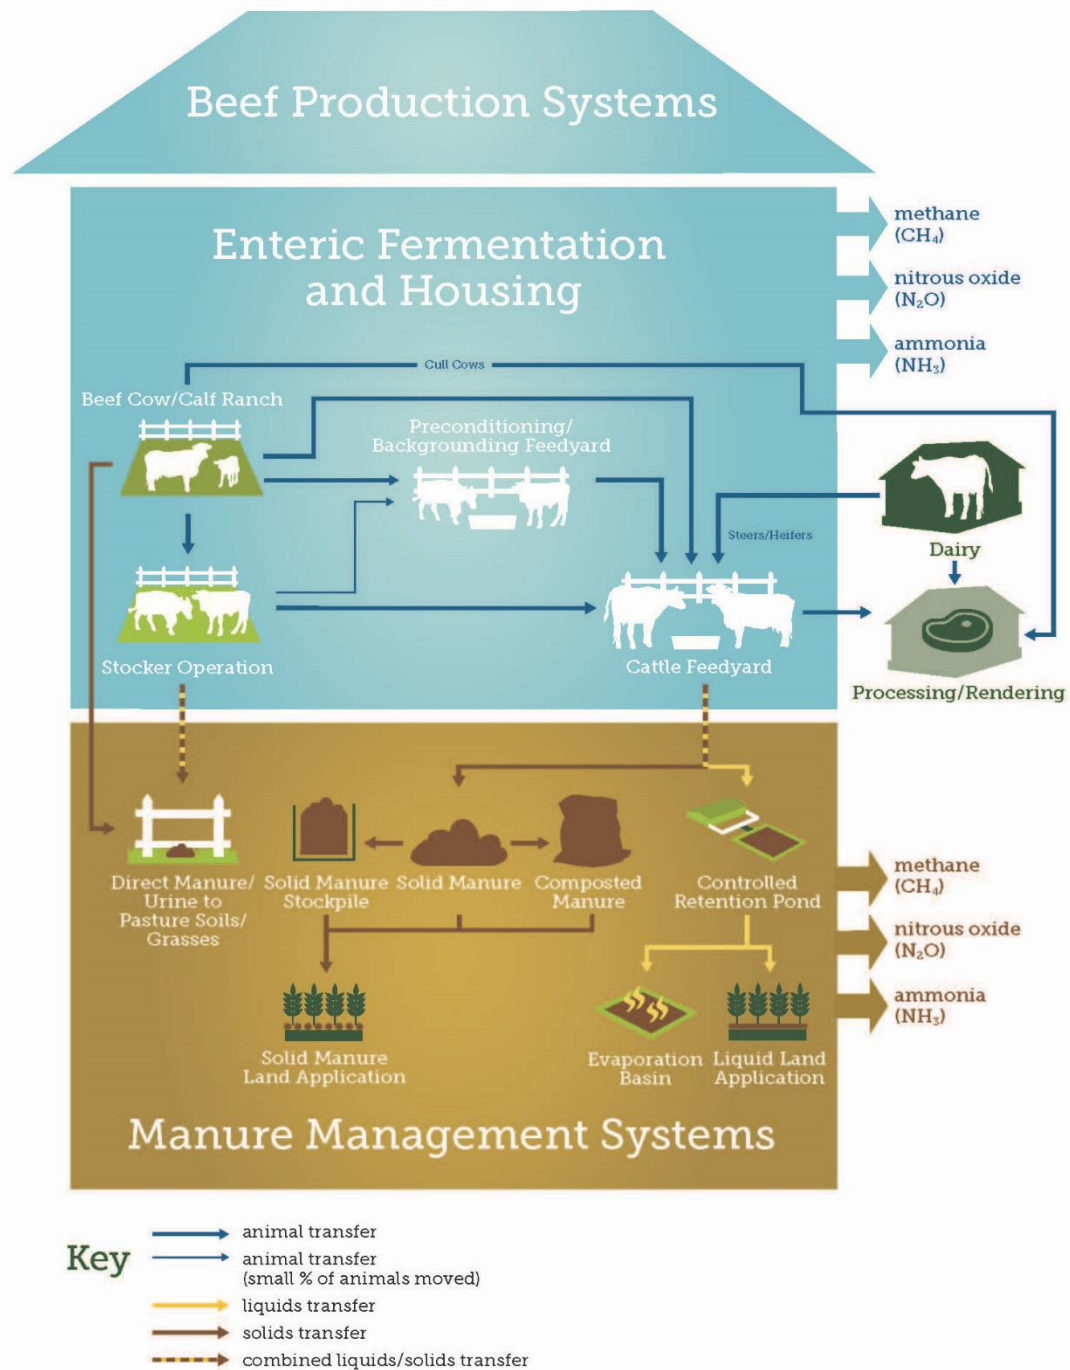 Beef Production Systems
Enteric Fermentation
and Housing
methane
(CH₄)
nitrous oxide
(N₂O)
ammonia
(NH₃)
Cull Cows
Beef Cow/Calf Ranch
Preconditioning/
Backgrounding Feedyard
Steers/Heifers
Dairy
Stocker Operation
Cattle Feedyard
Processing/Rendering
Direct Manure/
Urine to
Pasture Soils/
Grasses
Solid Manure
Stockpile
Solid Manure
Composted
Manure
Controlled
Retention Pond
methane
(CH₄)
nitrous oxide
(N₂O)
ammonia
(NH₃)
Solid Manure
Land Application
Evaporation
Basin
Liquid Land
Application
Manure Management Systems
Key
animal transfer
animal transfer
(small % of animals moved)
liquids transfer
solids transfer
combined liquids/solids transfer